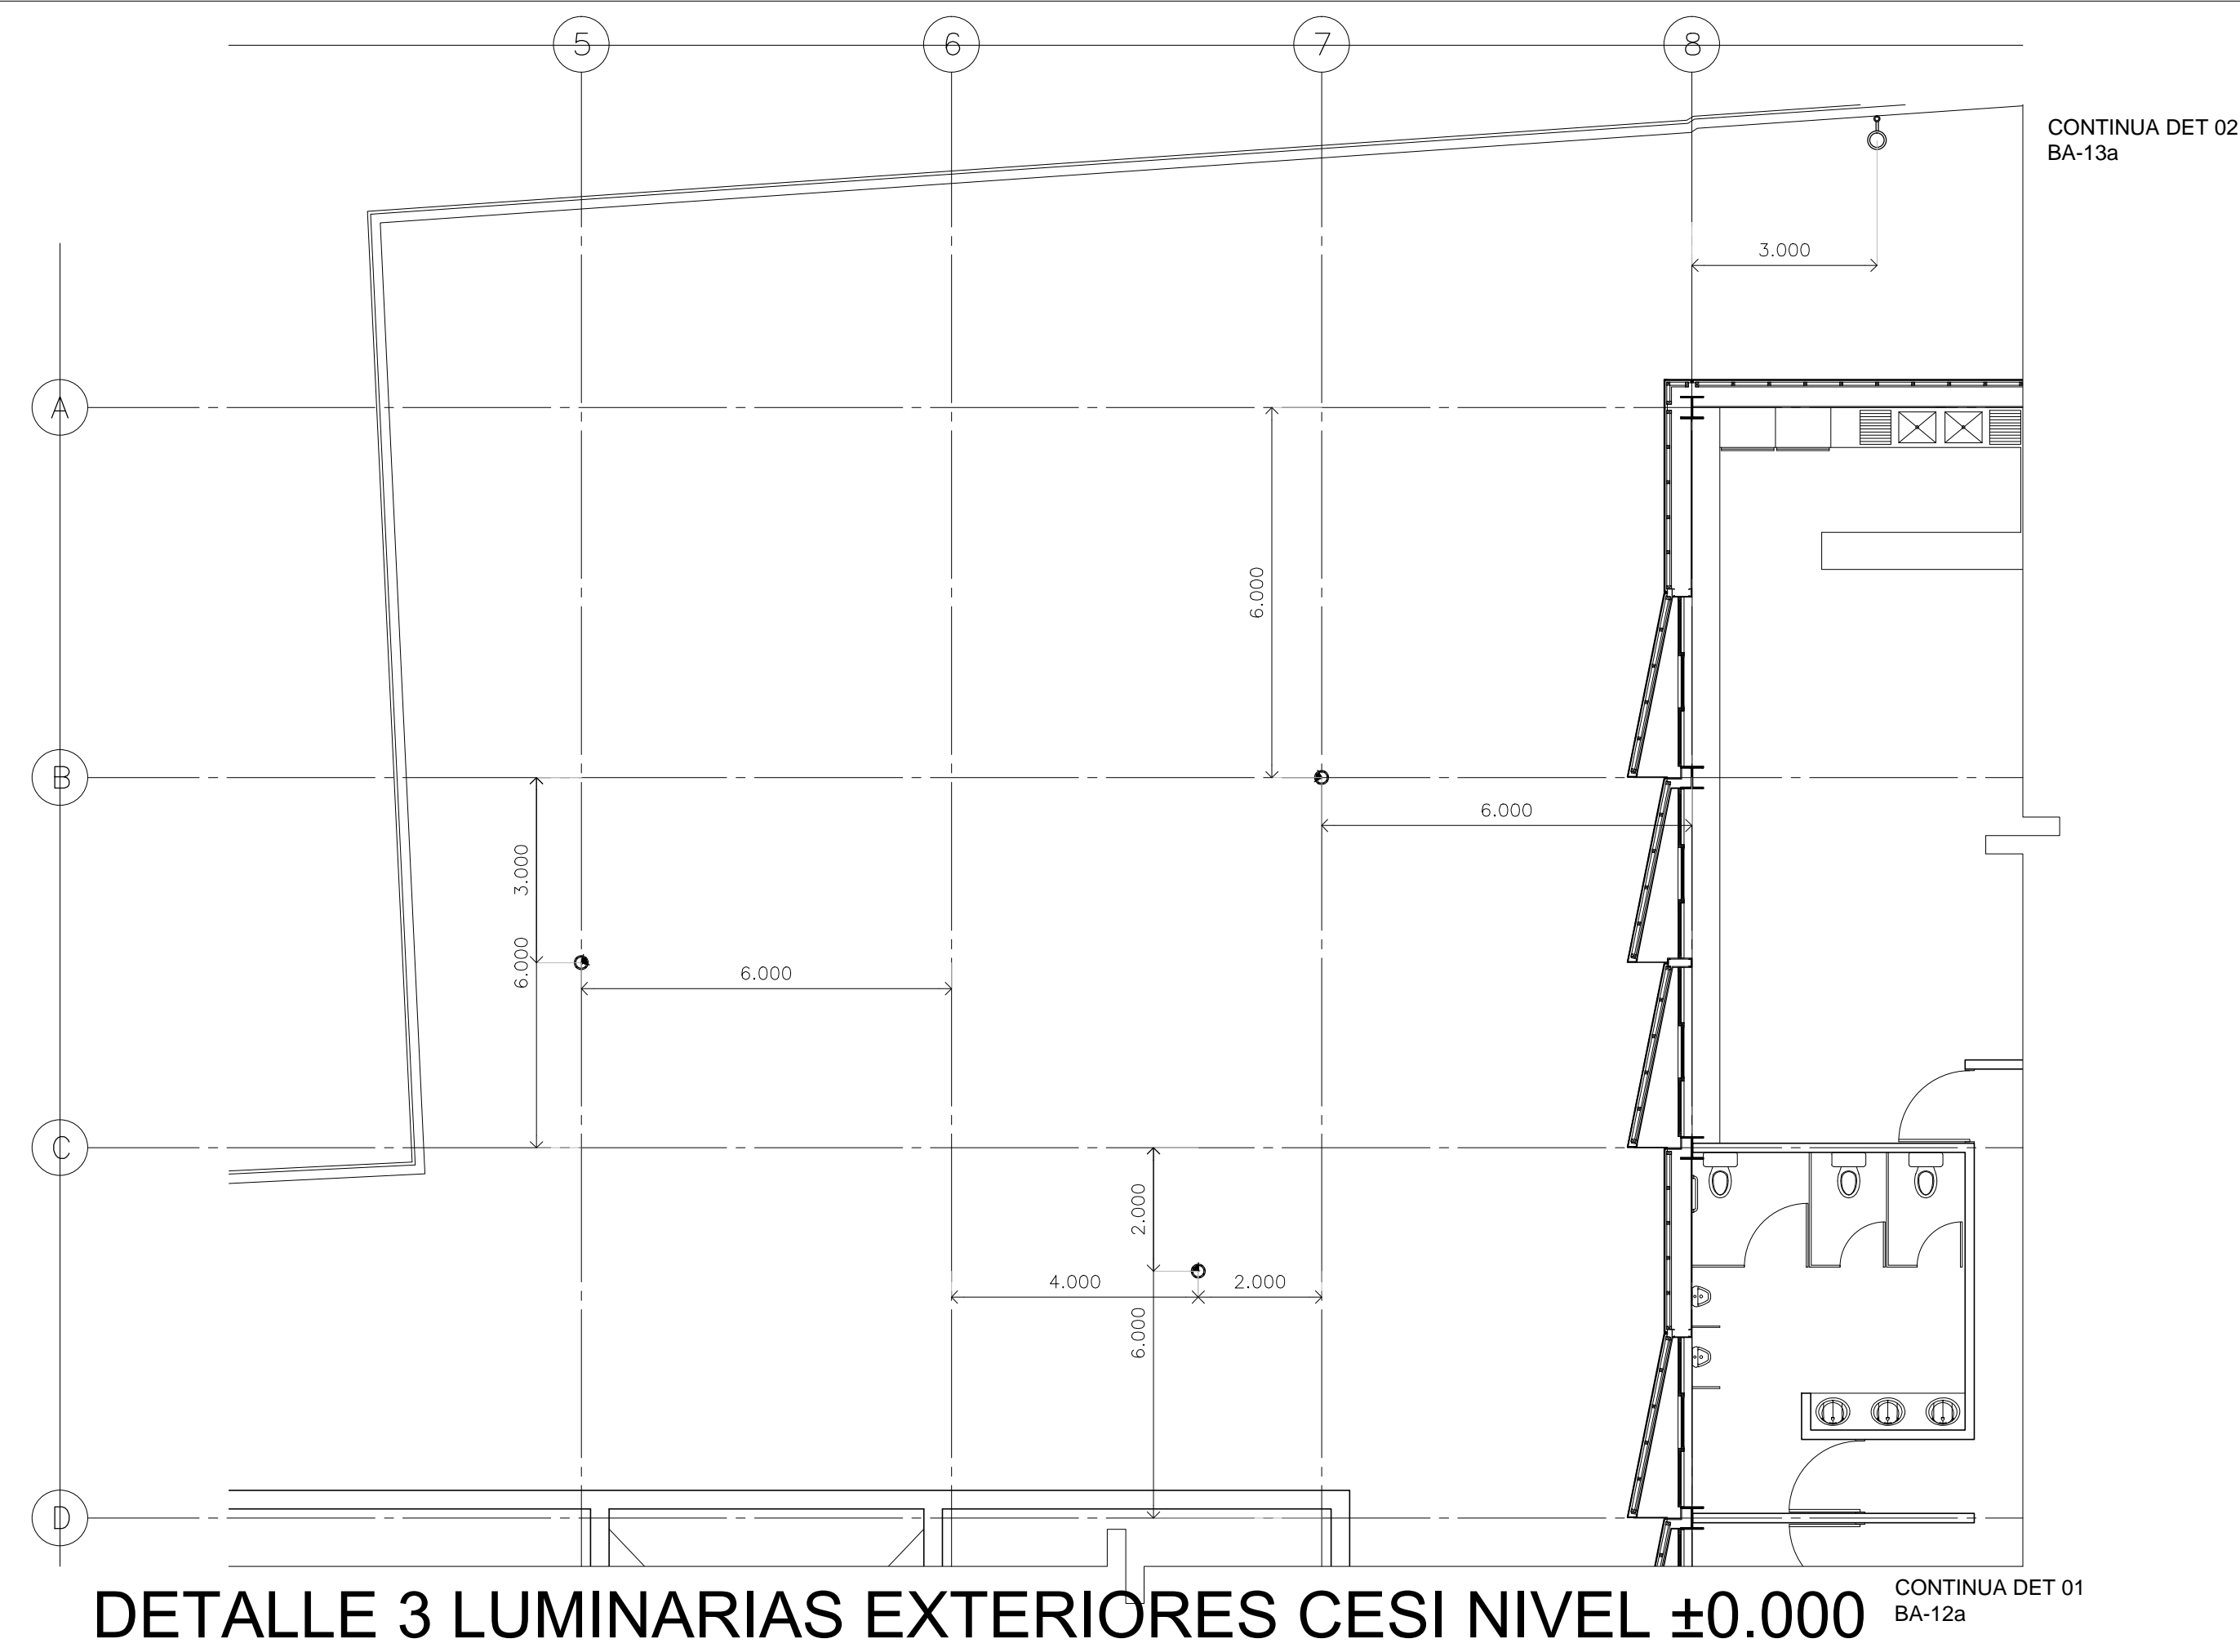 5
6
7
8
CONTINUA DET 02
BA-13a
3.000
A
6.000
B
6.000
3.000
6.000
6.000
C
2.000
4.000
2.000
6.000
D
DETALLE 3 LUMINARIAS EXTERIORES CESI NIVEL ±0.000
CONTINUA DET 01
BA-12a